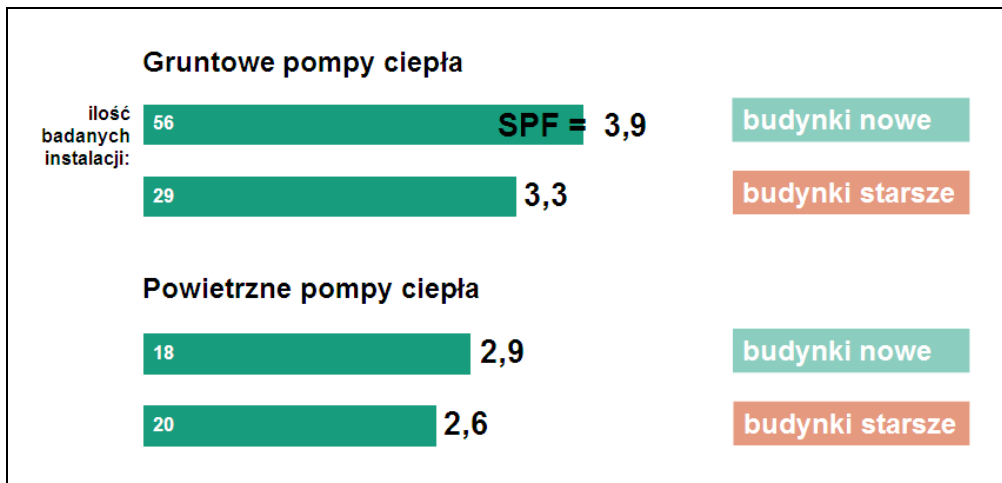 Gruntowe pompy ciepła
ilość
badanych
instalacji:
56
SPF = 3,9
budynki nowe
29
3,3
budynki starsze
Powietrzne pompy ciepła
18
2,9
budynki nowe
20
2,6
budynki starsze